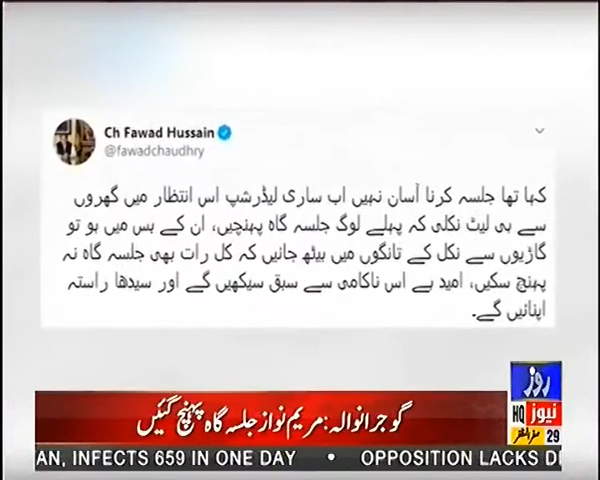 Ch Fawad Hussain
@fawadchaudhry
کہا تھا جلسہ کرنا آسان نہیں اب ساری لیڈرشپ اس انتظار میں گھروں
سے ہی لیٹ نکلی کہ پہلے لوگ جلسہ گاہ پہنچیں، ان کے بس میں ہو تو
گاڑیوں سے نکل کے تانگوں میں بیٹھ جائیں کہ کل رات بھی جلسہ گاہ نہ
پہنچ سکیں، امید ہے اس ناکامی سے سبق سیکھیں گے اور سیدھا راستہ
اپنائیں گے۔
روز
نیوز HQ
29
گوجرانوالہ: مریم نواز جلسہ گاہ پہنچ گئیں
AN, INFECTS 659 IN ONE DAY • OPPOSITION LACKS D